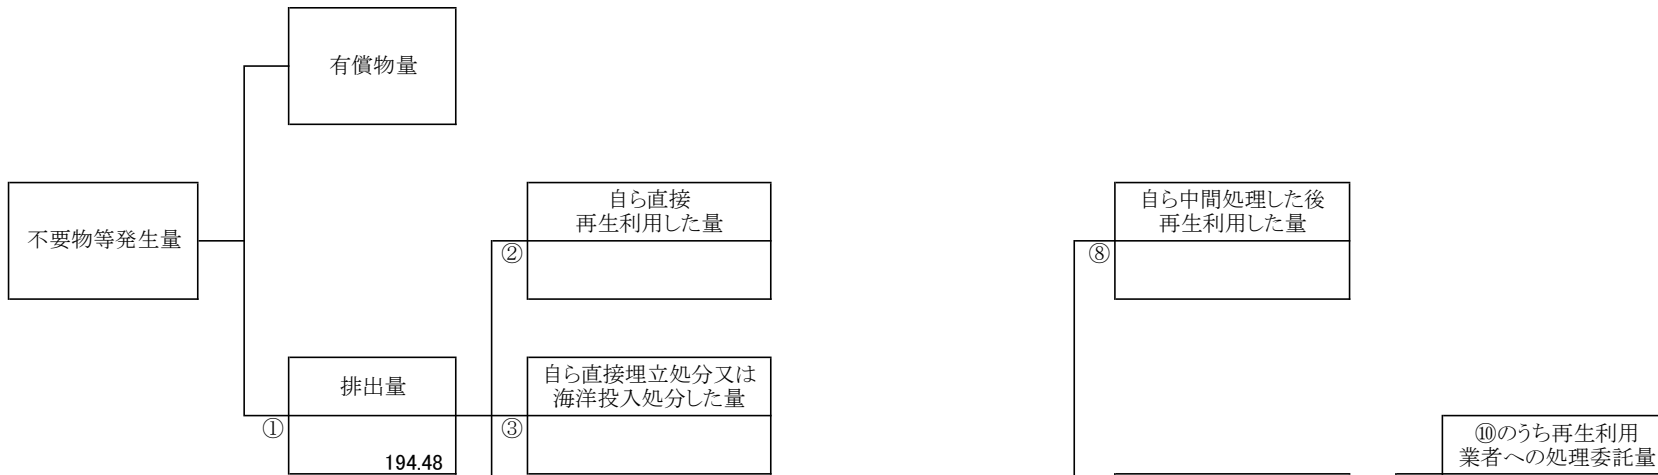 有償物量
不要物等発生量
自ら直接
再生利用した量
②
自ら中間処理した後
再生利用した量
⑧
排出量
①
194.48
自ら直接埋立処分又は
海洋投入処分した量
③
⑩のうち再生利用
業者への処理委託量